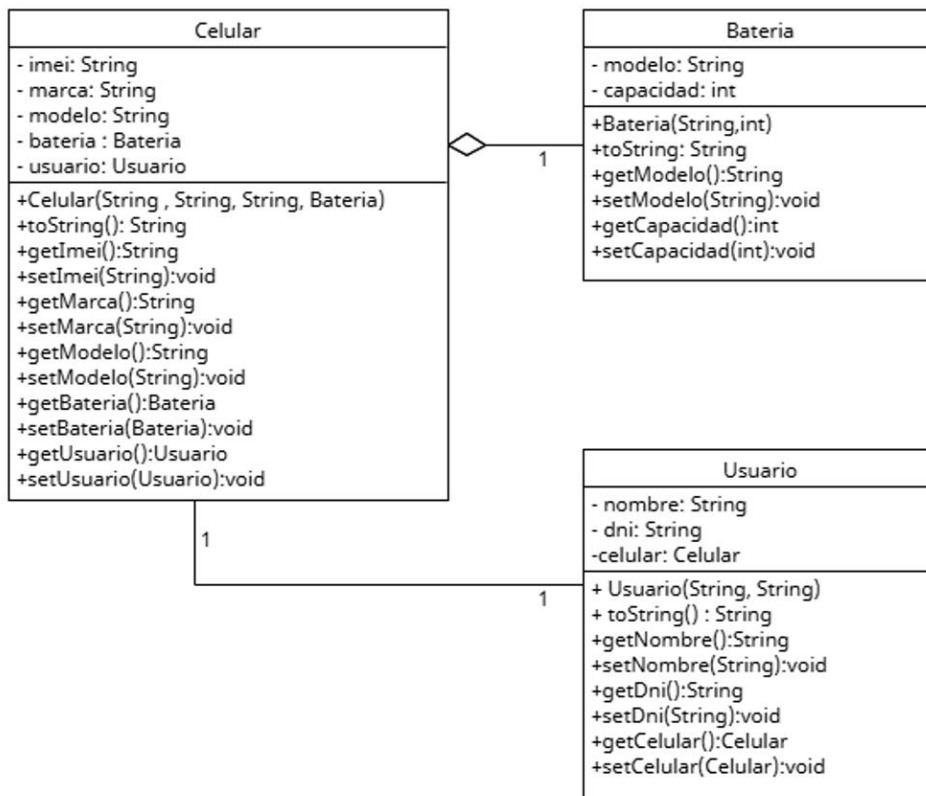 Celular
- imei: String
- marca: String
- modelo: String
- bateria : Bateria
- usuario: Usuario
+Celular(String , String, String, Bateria)
+toString(): String
+getImei():String
+setImei(String):void
+getMarca():String
+setMarca(String):void
+getModelo():String
+setModelo(String):void
+getBateria():Bateria
+setBateria(Bateria):void
+getUsuario():Usuario
+setUsuario(Usuario):void
1
Bateria
- modelo: String
- capacidad: int
+Bateria(String,int)
+toString: String
+getModelo():String
+setModelo(String):void
+getCapacidad():int
+setCapacidad(int):void
1
1
Usuario
- nombre: String
- dni: String
-celular: Celular
+ Usuario(String, String)
+ toString() : String
+getNombre():String
+setNombre(String):void
+getDni():String
+setDni(String):void
+getCelular():Celular
+setCelular(Celular):void